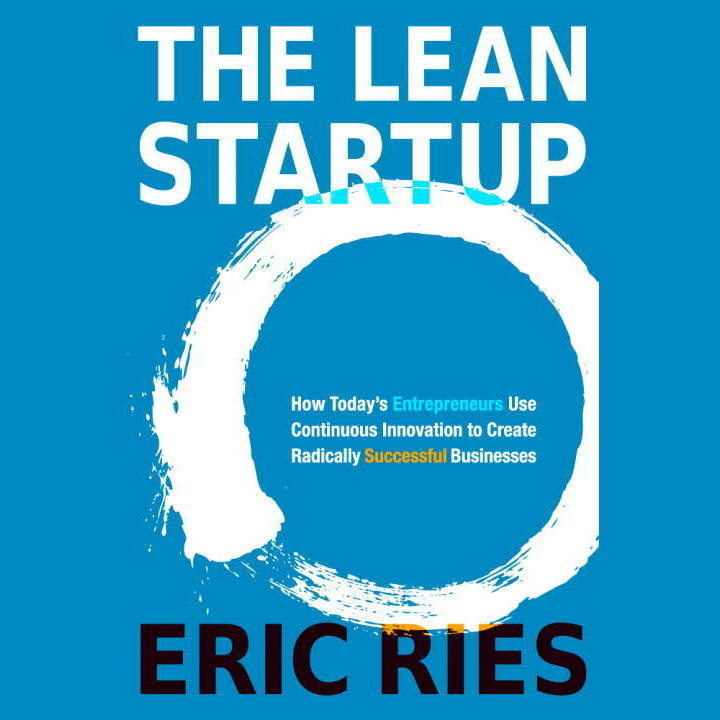 THE LEAN
STARTUP
How Today's Entrepreneurs Use
Continuous Innovation to Create
Radically Successful Businesses
ERIC RIES